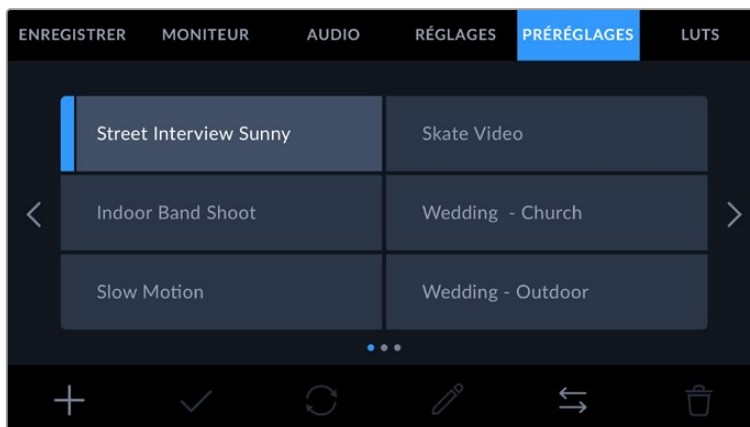 ENREGISTRER MONITEUR AUDIO RÉGLAGES PRÉRÉGLAGES LUTS
Street Interview Sunny Skate Video
Indoor Band Shoot Wedding - Church
Slow Motion Wedding - Outdoor